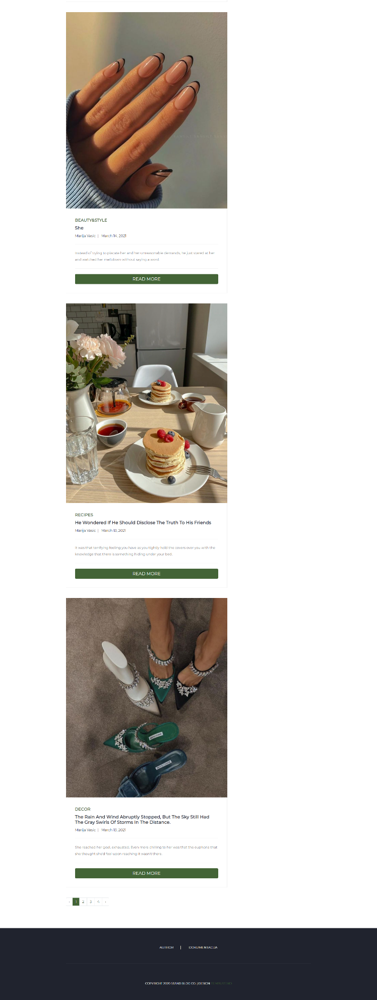 BEAUTY&STYLE
She
Marija Vasic | March 14, 2021
Instead of trying to placate her and her unreasonable demands, he just stared at her
and watched her meltdown without saying a word.
READ MORE
RECIPES
He Wondered If He Should Disclose The Truth To His Friends
Marija Vasic | March 13, 2021
It was that terrifying feeling you have as you tightly hold the covers over you with the
knowledge that there is something hiding under your bed.
READ MORE
DECOR
The Rain And Wind Abruptly Stopped, But The Sky Still Had
The Gray Swirls Of Storms In The Distance.
Marija Vasic | March 13, 2021
She reached her goal, exhausted. Even more chilling to her was that the euphoria that
she thought she'd feel upon reaching it wasn't there.
READ MORE
‹ 1 2 3 4 ›
AUTHOR | DOKUMENTACIJA
COPYRIGHT 2020 STAND BLOG CO. | DESIGN: TEMPLATEMO